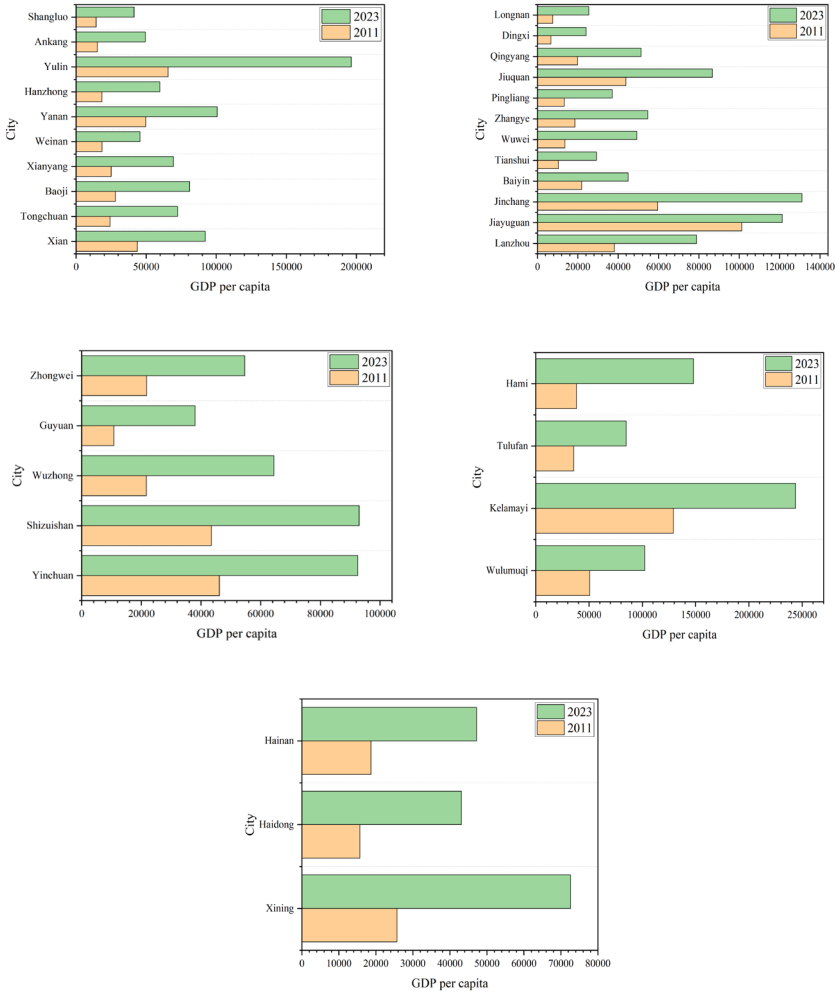 2023
2011
Shangluo
Ankang
Yulin
Hanzhong
Yanan
Weinan
Xianyang
Baoji
Tongchuan
Xian
City
0 50000 100000 150000 200000
GDP per capita
2023
2011
Longnan
Dingxi
Qingyang
Jiuquan
Pingliang
Zhangye
Wuwei
Tianshui
Baiyin
Jinchang
Jiayuguan
Lanzhou
City
0 20000 40000 60000 80000 100000 120000 140000
GDP per capita
2023
2011
Zhongwei
Guyuan
Wuzhong
Shizuishan
Yinchuan
City
0 20000 40000 60000 80000 100000
GDP per capita
2023
2011
Hami
Tulufan
Kelamayi
Wulumuqi
City
0 50000 100000 150000 200000 250000
GDP per capita
2023
2011
Hainan
Haidong
Xining
City
0 10000 20000 30000 40000 50000 60000 70000 80000
GDP per capita